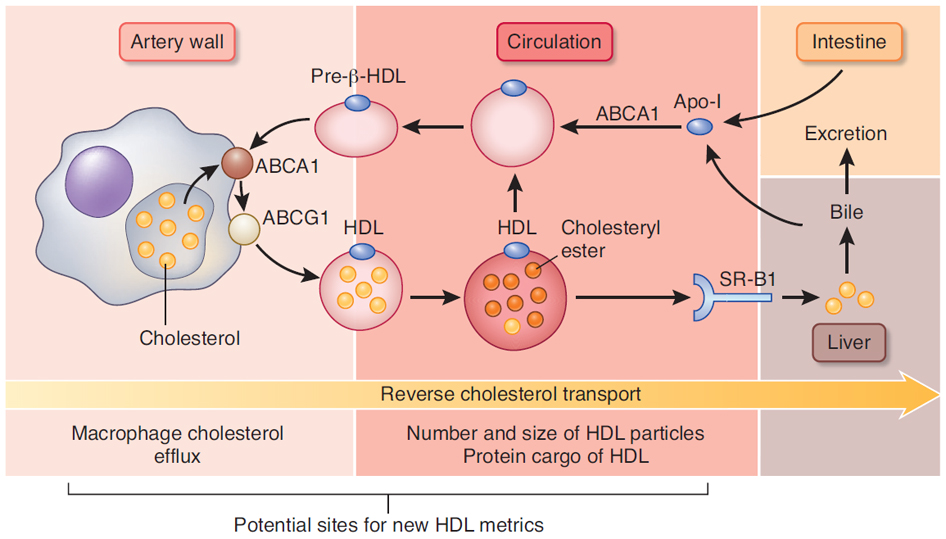 Artery wall
Circulation
Intestine
Pre-β-HDL
ABCA1
Apo-I
Excretion
ABCA1
ABCG1
HDL
HDL
Cholesteryl
ester
Bile
SR-B1
Cholesterol
Liver
Reverse cholesterol transport
Macrophage cholesterol
efflux
Number and size of HDL particles
Protein cargo of HDL
Potential sites for new HDL metrics